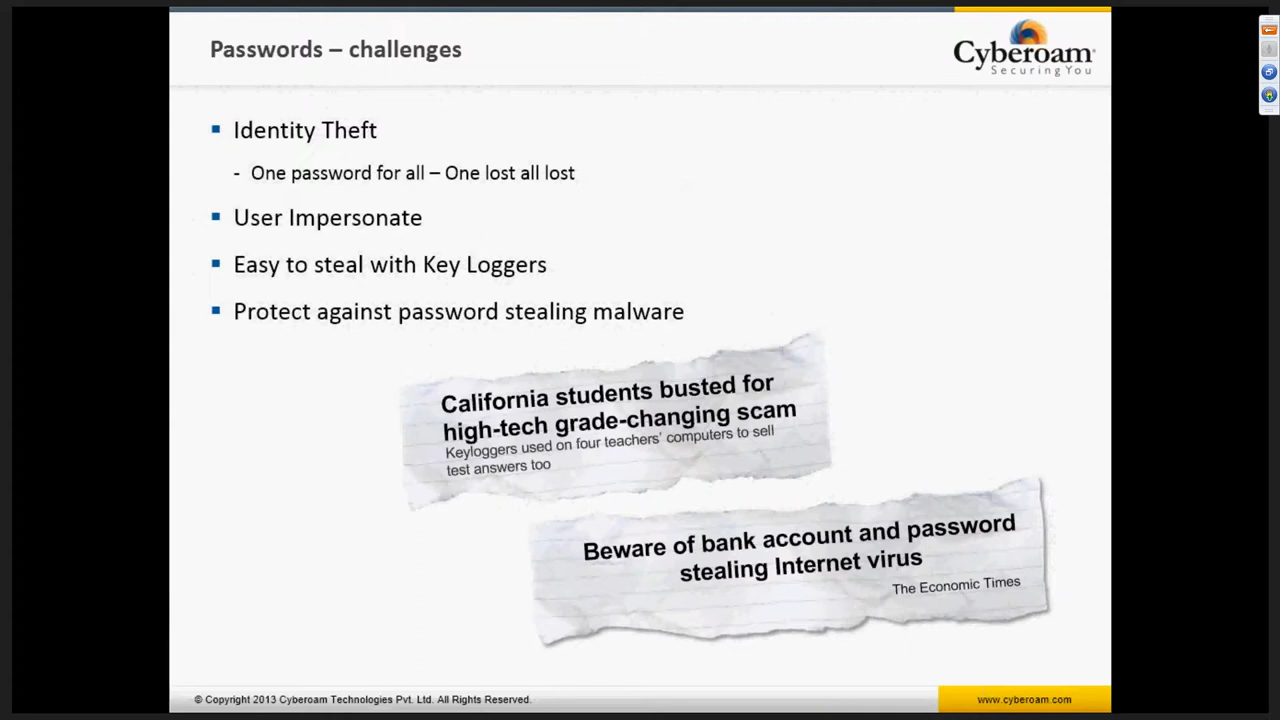 Passwords – challenges
Cyberoam
Securing You
Identity Theft
- One password for all – One lost all lost
User Impersonate
Easy to steal with Key Loggers
Protect against password stealing malware
California students busted for
high-tech grade-changing scam
Keyloggers used on four teachers' computers to sell
test answers too
Beware of bank account and password
stealing Internet virus
The Economic Times
© Copyright 2013 Cyberoam Technologies Pvt. Ltd. All Rights Reserved.
www.cyberoam.com